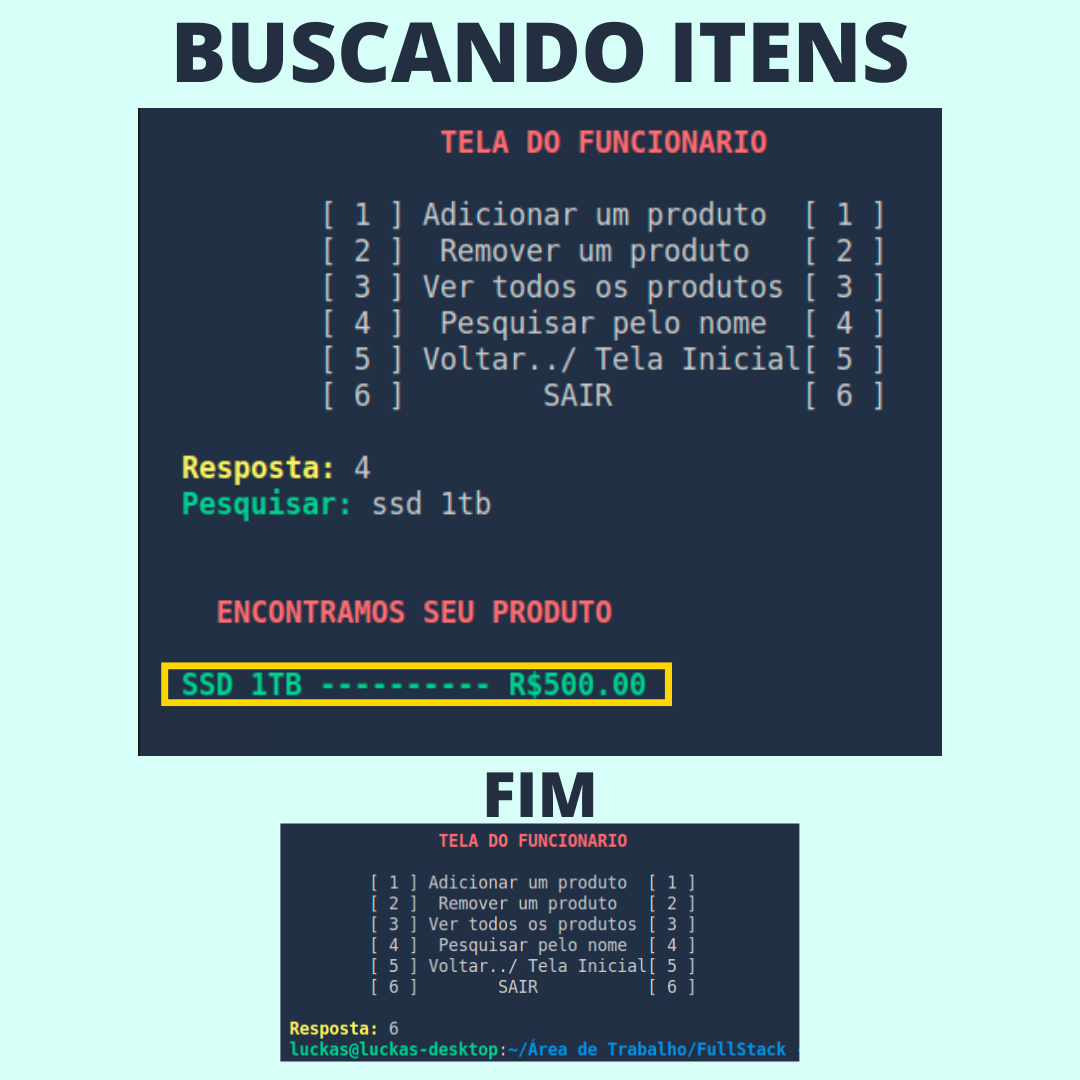 BUSCANDO ITENS
TELA DO FUNCIONARIO
[ 1 ] Adicionar um produto [ 1 ]
[ 2 ] Remover um produto [ 2 ]
[ 3 ] Ver todos os produtos [ 3 ]
[ 4 ] Pesquisar pelo nome [ 4 ]
[ 5 ] Voltar../ Tela Inicial[ 5 ]
[ 6 ] SAIR [ 6 ]
Resposta: 4
Pesquisar: ssd 1tb
ENCONTRAMOS SEU PRODUTO
SSD 1TB ---------- R$500.00
FIM
TELA DO FUNCIONARIO
[ 1 ] Adicionar um produto [ 1 ]
[ 2 ] Remover um produto [ 2 ]
[ 3 ] Ver todos os produtos [ 3 ]
[ 4 ] Pesquisar pelo nome [ 4 ]
[ 5 ] Voltar../ Tela Inicial[ 5 ]
[ 6 ] SAIR [ 6 ]
Resposta: 6
luckas@luckas-desktop:~/Área de Trabalho/FullStack